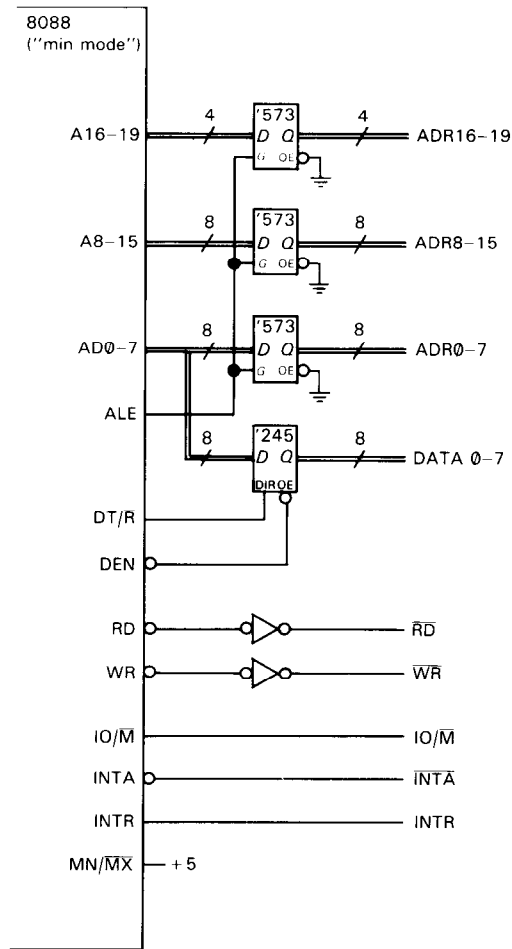 8088
("min mode")
4 '573 4
A16-19 D Q ADR16-19
G OE
8 '573 8
A8-15 D Q ADR8-15
G OE
8 '573 8
ADØ-7 D Q ADRØ-7
G OE
ALE
8 '245 8
D Q DATA Ø-7
DIR OE
DT/R
DEN
RD R̅D̅
WR W̅R̅
IO/M̅ IO/M̅
INTA I̅N̅T̅A̅
INTR INTR
MN/M̅X̅ +5